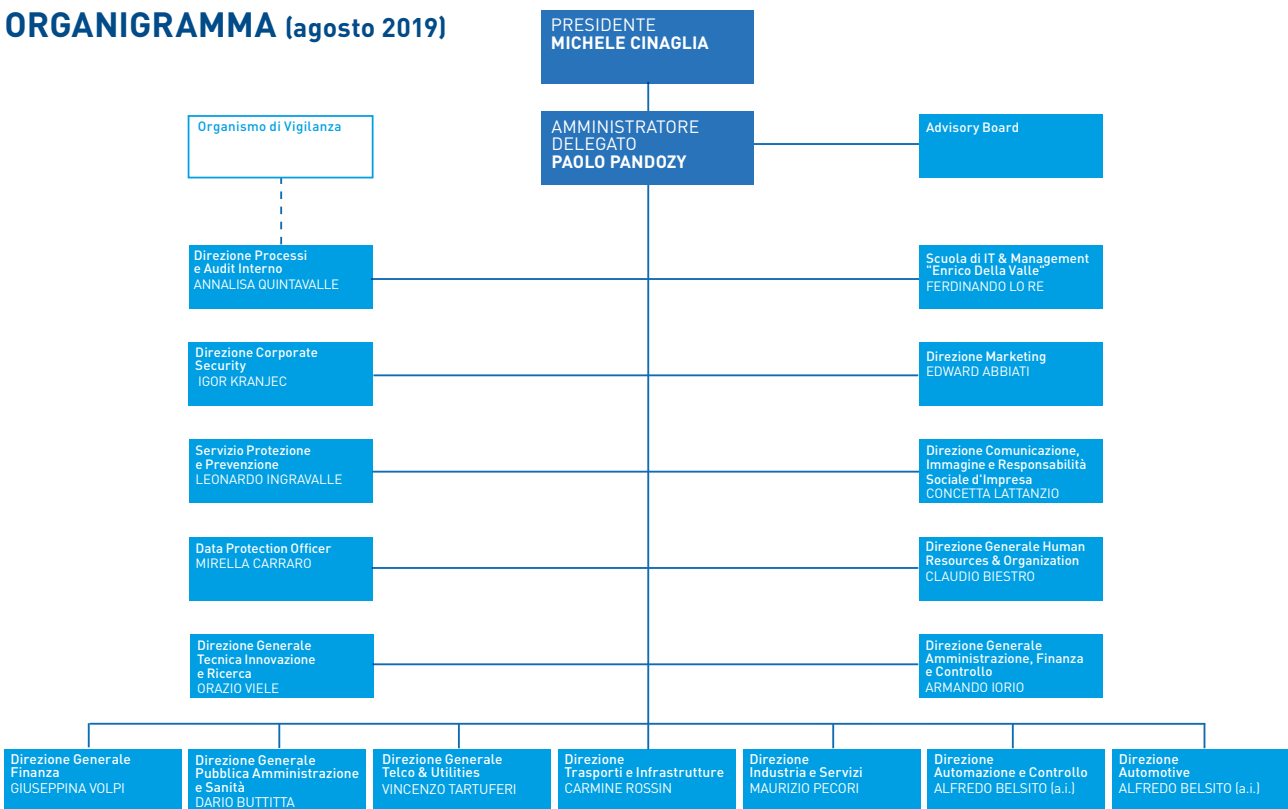 ORGANIGRAMMA (agosto 2019)
PRESIDENTE
MICHELE CINAGLIA
Organismo di Vigilanza
AMMINISTRATORE
DELEGATO
PAOLO PANDOZY
Advisory Board
Direzione Processi
e Audit Interno
ANNALISA QUINTAVALLE
Scuola di IT & Management
"Enrico Della Valle"
FERDINANDO LO RE
Direzione Corporate
Security
IGOR KRANJEC
Direzione Marketing
EDWARD ABBIATI
Servizio Protezione
e Prevenzione
LEONARDO INGRAVALLE
Direzione Comunicazione,
Immagine e Responsabilità
Sociale d'Impresa
CONCETTA LATTANZIO
Data Protection Officer
MIRELLA CARRARO
Direzione Generale Human
Resources & Organization
CLAUDIO BIESTRO
Direzione Generale
Tecnica Innovazione
e Ricerca
ORAZIO VIELE
Direzione Generale
Amministrazione, Finanza
e Controllo
ARMANDO IORIO
Direzione Generale
Finanza
GIUSEPPINA VOLPI
Direzione Generale
Pubblica Amministrazione
e Sanità
DARIO BUTTITTA
Direzione Generale
Telco & Utilities
VINCENZO TARTUFERI
Direzione
Trasporti e Infrastrutture
CARMINE ROSSIN
Direzione
Industria e Servizi
MAURIZIO PECORI
Direzione
Automazione e Controllo
ALFREDO BELSITO (a.i.)
Direzione
Automotive
ALFREDO BELSITO (a.i.)